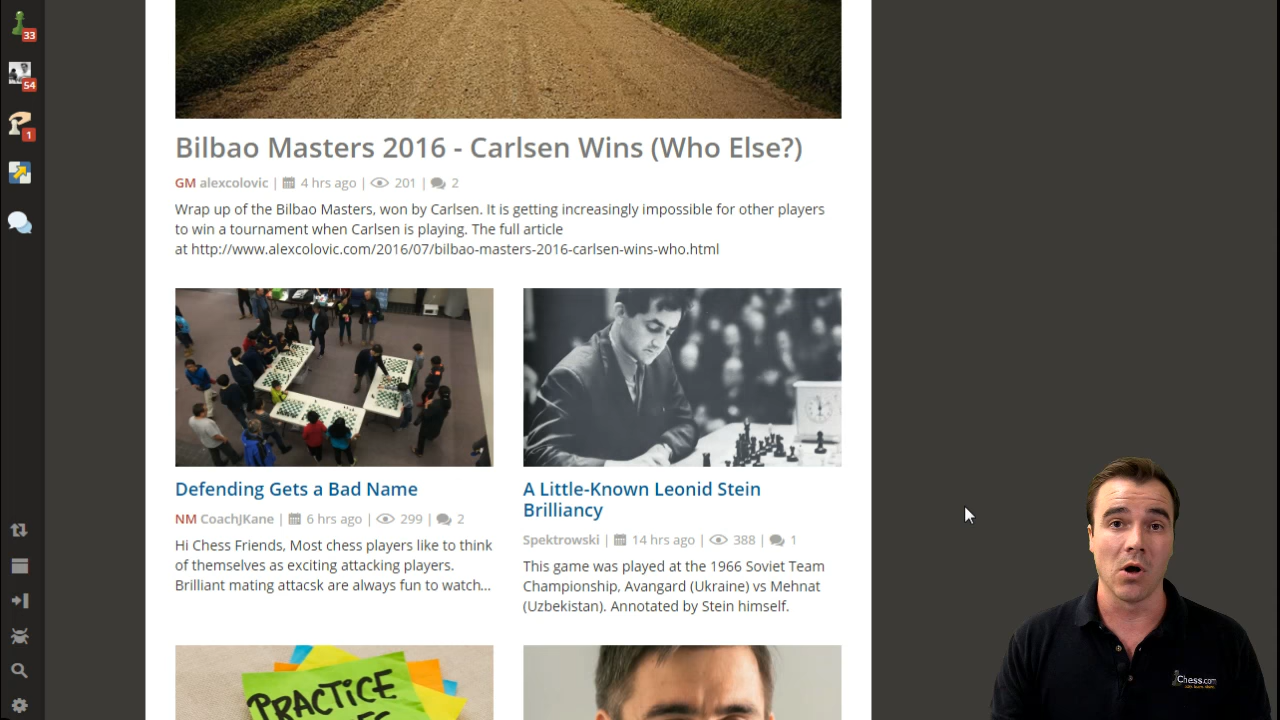 33
54
1
Bilbao Masters 2016 - Carlsen Wins (Who Else?)
GM alexcolovic | 4 hrs ago | 201 | 2
Wrap up of the Bilbao Masters, won by Carlsen. It is getting increasingly impossible for other players
to win a tournament when Carlsen is playing. The full article
at http://www.alexcolovic.com/2016/07/bilbao-masters-2016-carlsen-wins-who.html
Defending Gets a Bad Name
NM CoachJKane | 6 hrs ago | 299 | 2
Hi Chess Friends, Most chess players like to think
of themselves as exciting attacking players.
Brilliant mating attacsk are always fun to watch...
A Little-Known Leonid Stein
Brilliancy
Spektrowski | 14 hrs ago | 388 | 1
This game was played at the 1966 Soviet Team
Championship, Avangard (Ukraine) vs Mehnat
(Uzbekistan). Annotated by Stein himself.
PRACTICE
Chess.com